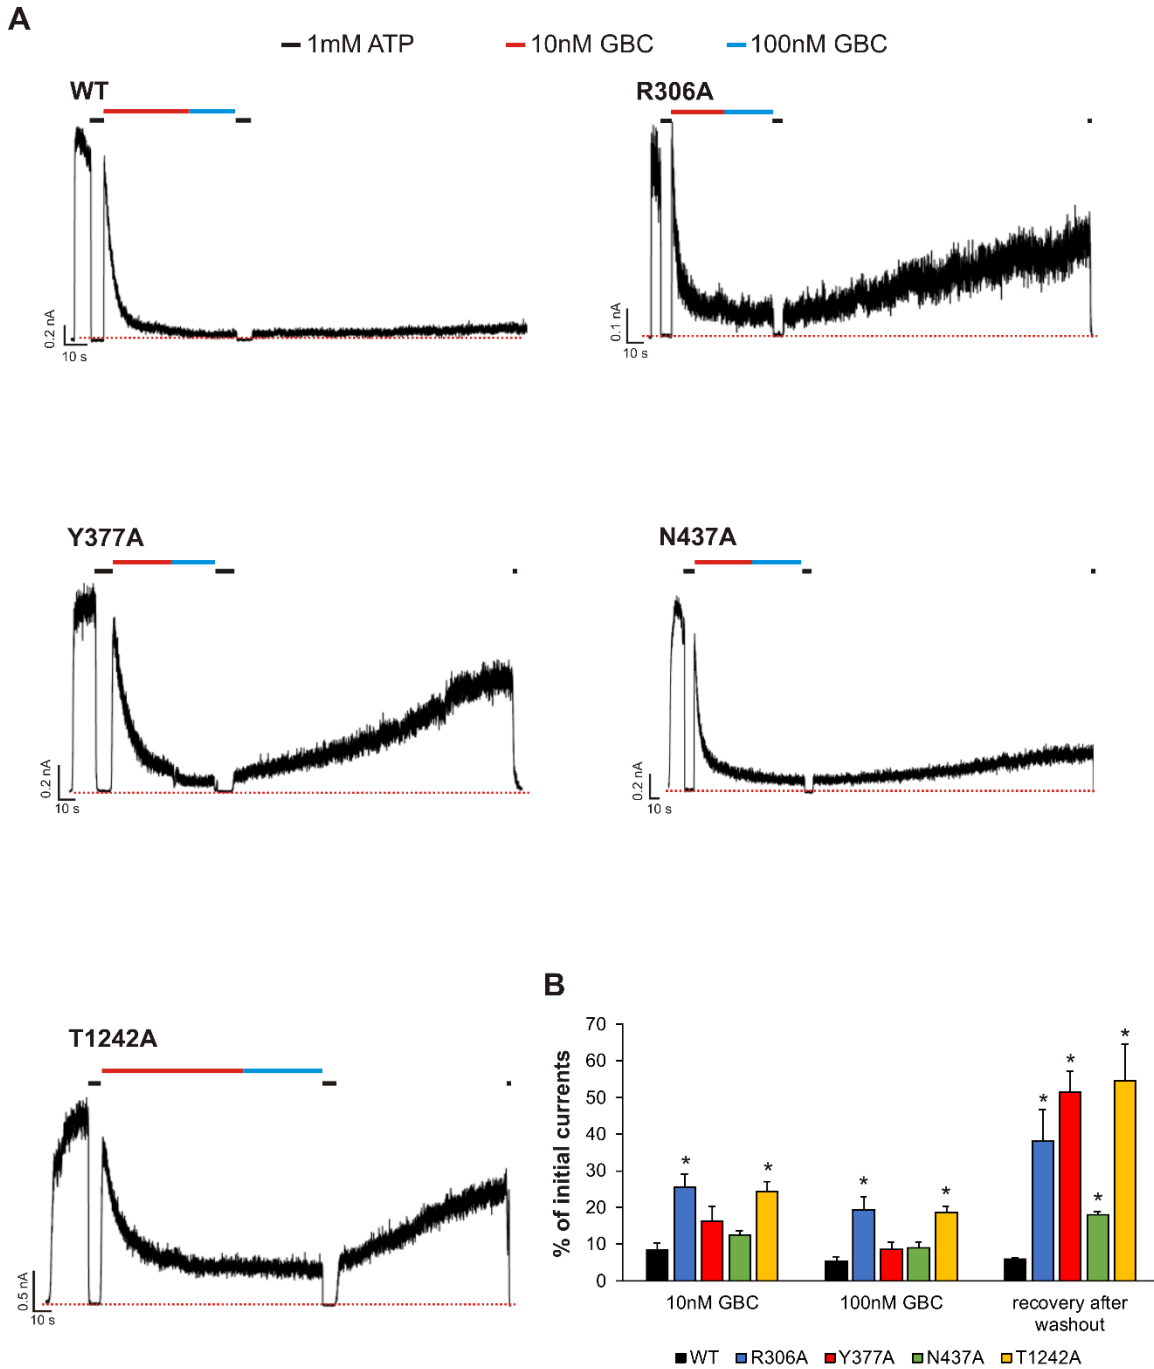 A
1mM ATP 10nM GBC 100nM GBC
WT
0.2 nA
10 s
R306A
0.1 nA
10 s
Y377A
0.2 nA
10 s
N437A
0.2 nA
10 s
T1242A
0.5 nA
10 s
B
% of initial currents
70
60
50
40
30
20
10
0
* * * * * * * *
10nM GBC 100nM GBC recovery after
washout
WT R306A Y377A N437A T1242A